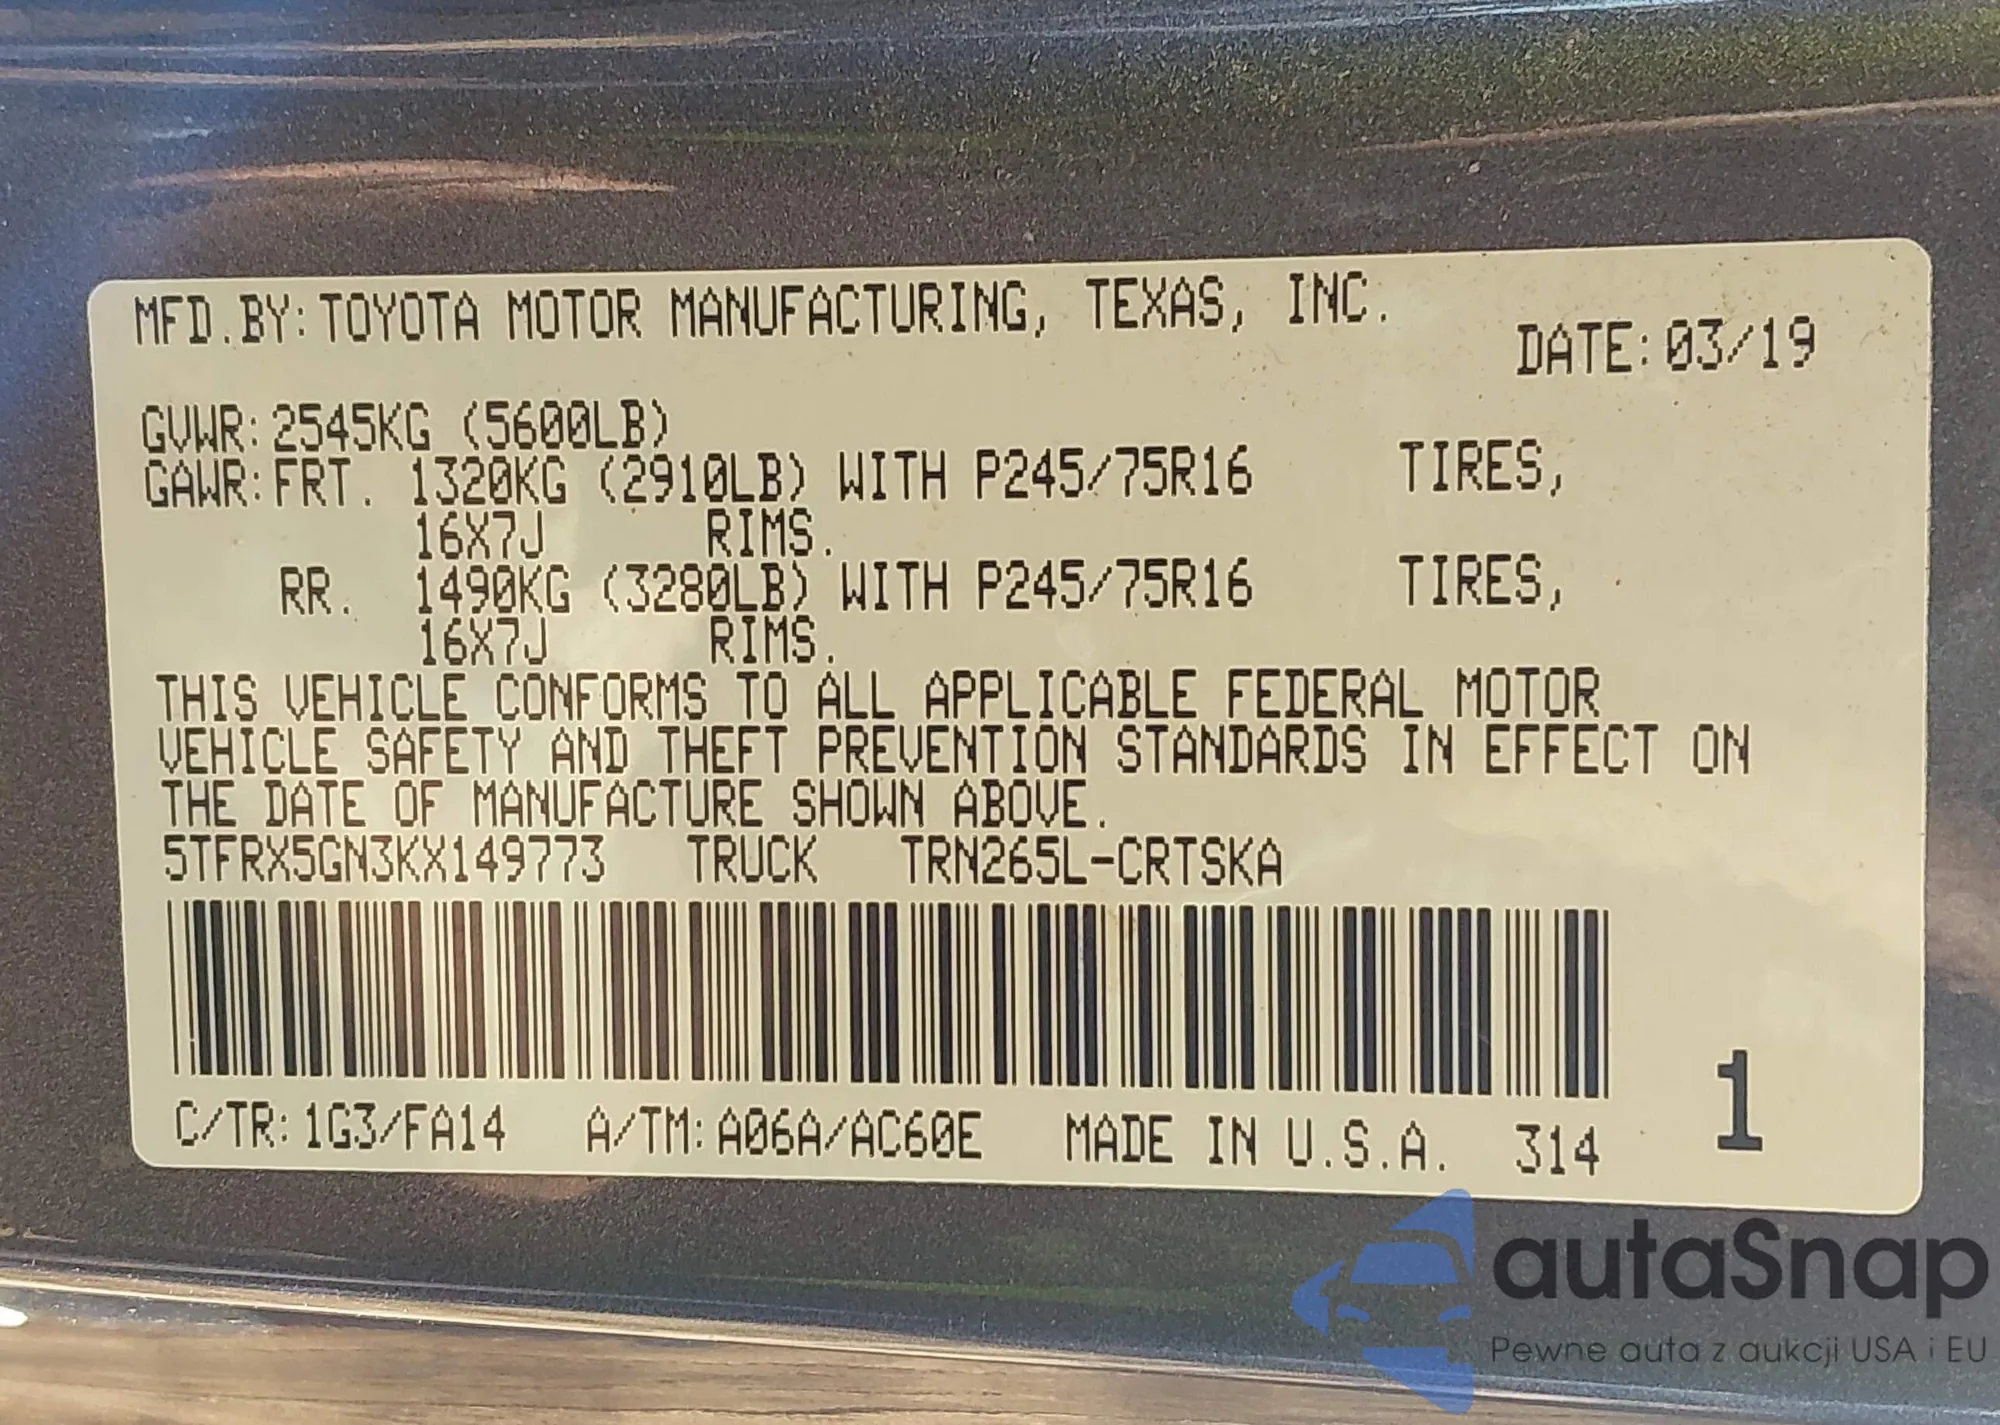 MFD.BY: TOYOTA MOTOR MANUFACTURING, TEXAS, INC.
DATE: 03/19
GVWR: 2545KG (5600LB)
GAWR: FRT. 1320KG (2910LB) WITH P245/75R16 TIRES,
16X7J RIMS.
RR. 1490KG (3280LB) WITH P245/75R16 TIRES,
16X7J RIMS.
THIS VEHICLE CONFORMS TO ALL APPLICABLE FEDERAL MOTOR
VEHICLE SAFETY AND THEFT PREVENTION STANDARDS IN EFFECT ON
THE DATE OF MANUFACTURE SHOWN ABOVE.
5TFRX5GN3KX149773 TRUCK TRN265L-CRTSKA
C/TR: 1G3/FA14 A/TM: A06A/AC60E MADE IN U.S.A. 314
1
autaSnap
Pewne auta z aukcji USA i EU